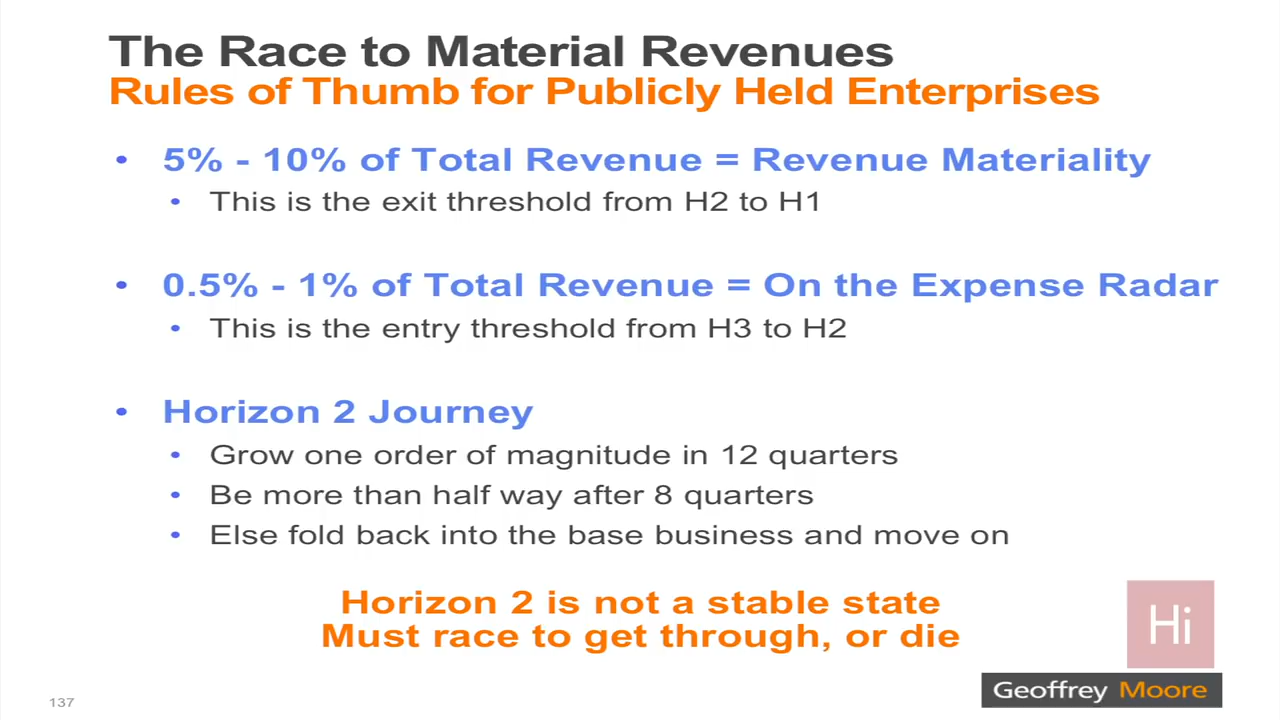 The Race to Material Revenues
Rules of Thumb for Publicly Held Enterprises
• 5% - 10% of Total Revenue = Revenue Materiality
• This is the exit threshold from H2 to H1
• 0.5% - 1% of Total Revenue = On the Expense Radar
• This is the entry threshold from H3 to H2
• Horizon 2 Journey
• Grow one order of magnitude in 12 quarters
• Be more than half way after 8 quarters
• Else fold back into the base business and move on
Horizon 2 is not a stable state
Must race to get through, or die
Hi
Geoffrey Moore
137